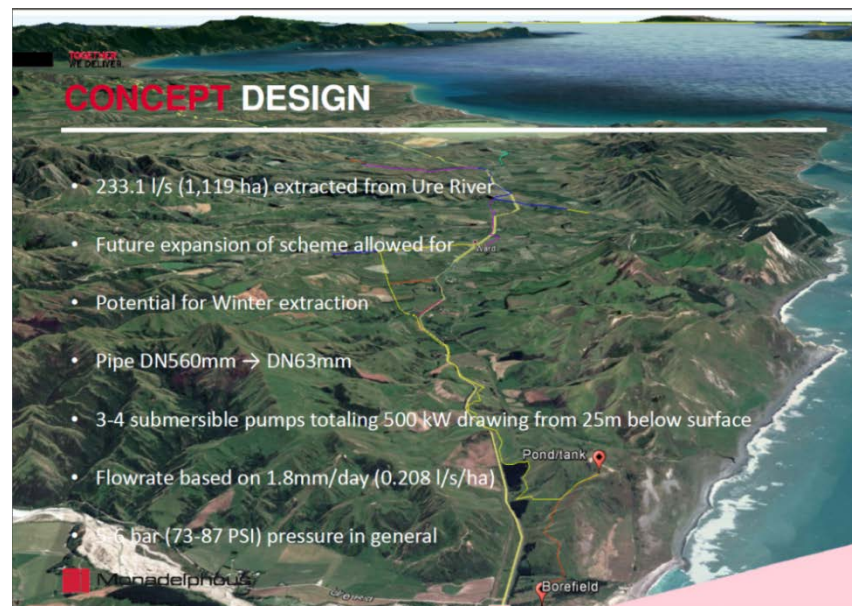 TOGETHER
WE DELIVER
CONCEPT DESIGN
• 233.1 l/s (1,119 ha) extracted from Ure River
• Future expansion of scheme allowed for
Ward
• Potential for Winter extraction
• Pipe DN560mm → DN63mm
• 3-4 submersible pumps totaling 500 kW drawing from 25m below surface
Pond/tank
• Flowrate based on 1.8mm/day (0.208 l/s/ha)
• 5-6 bar (73-87 PSI) pressure in general
Monadelphous
Borefield